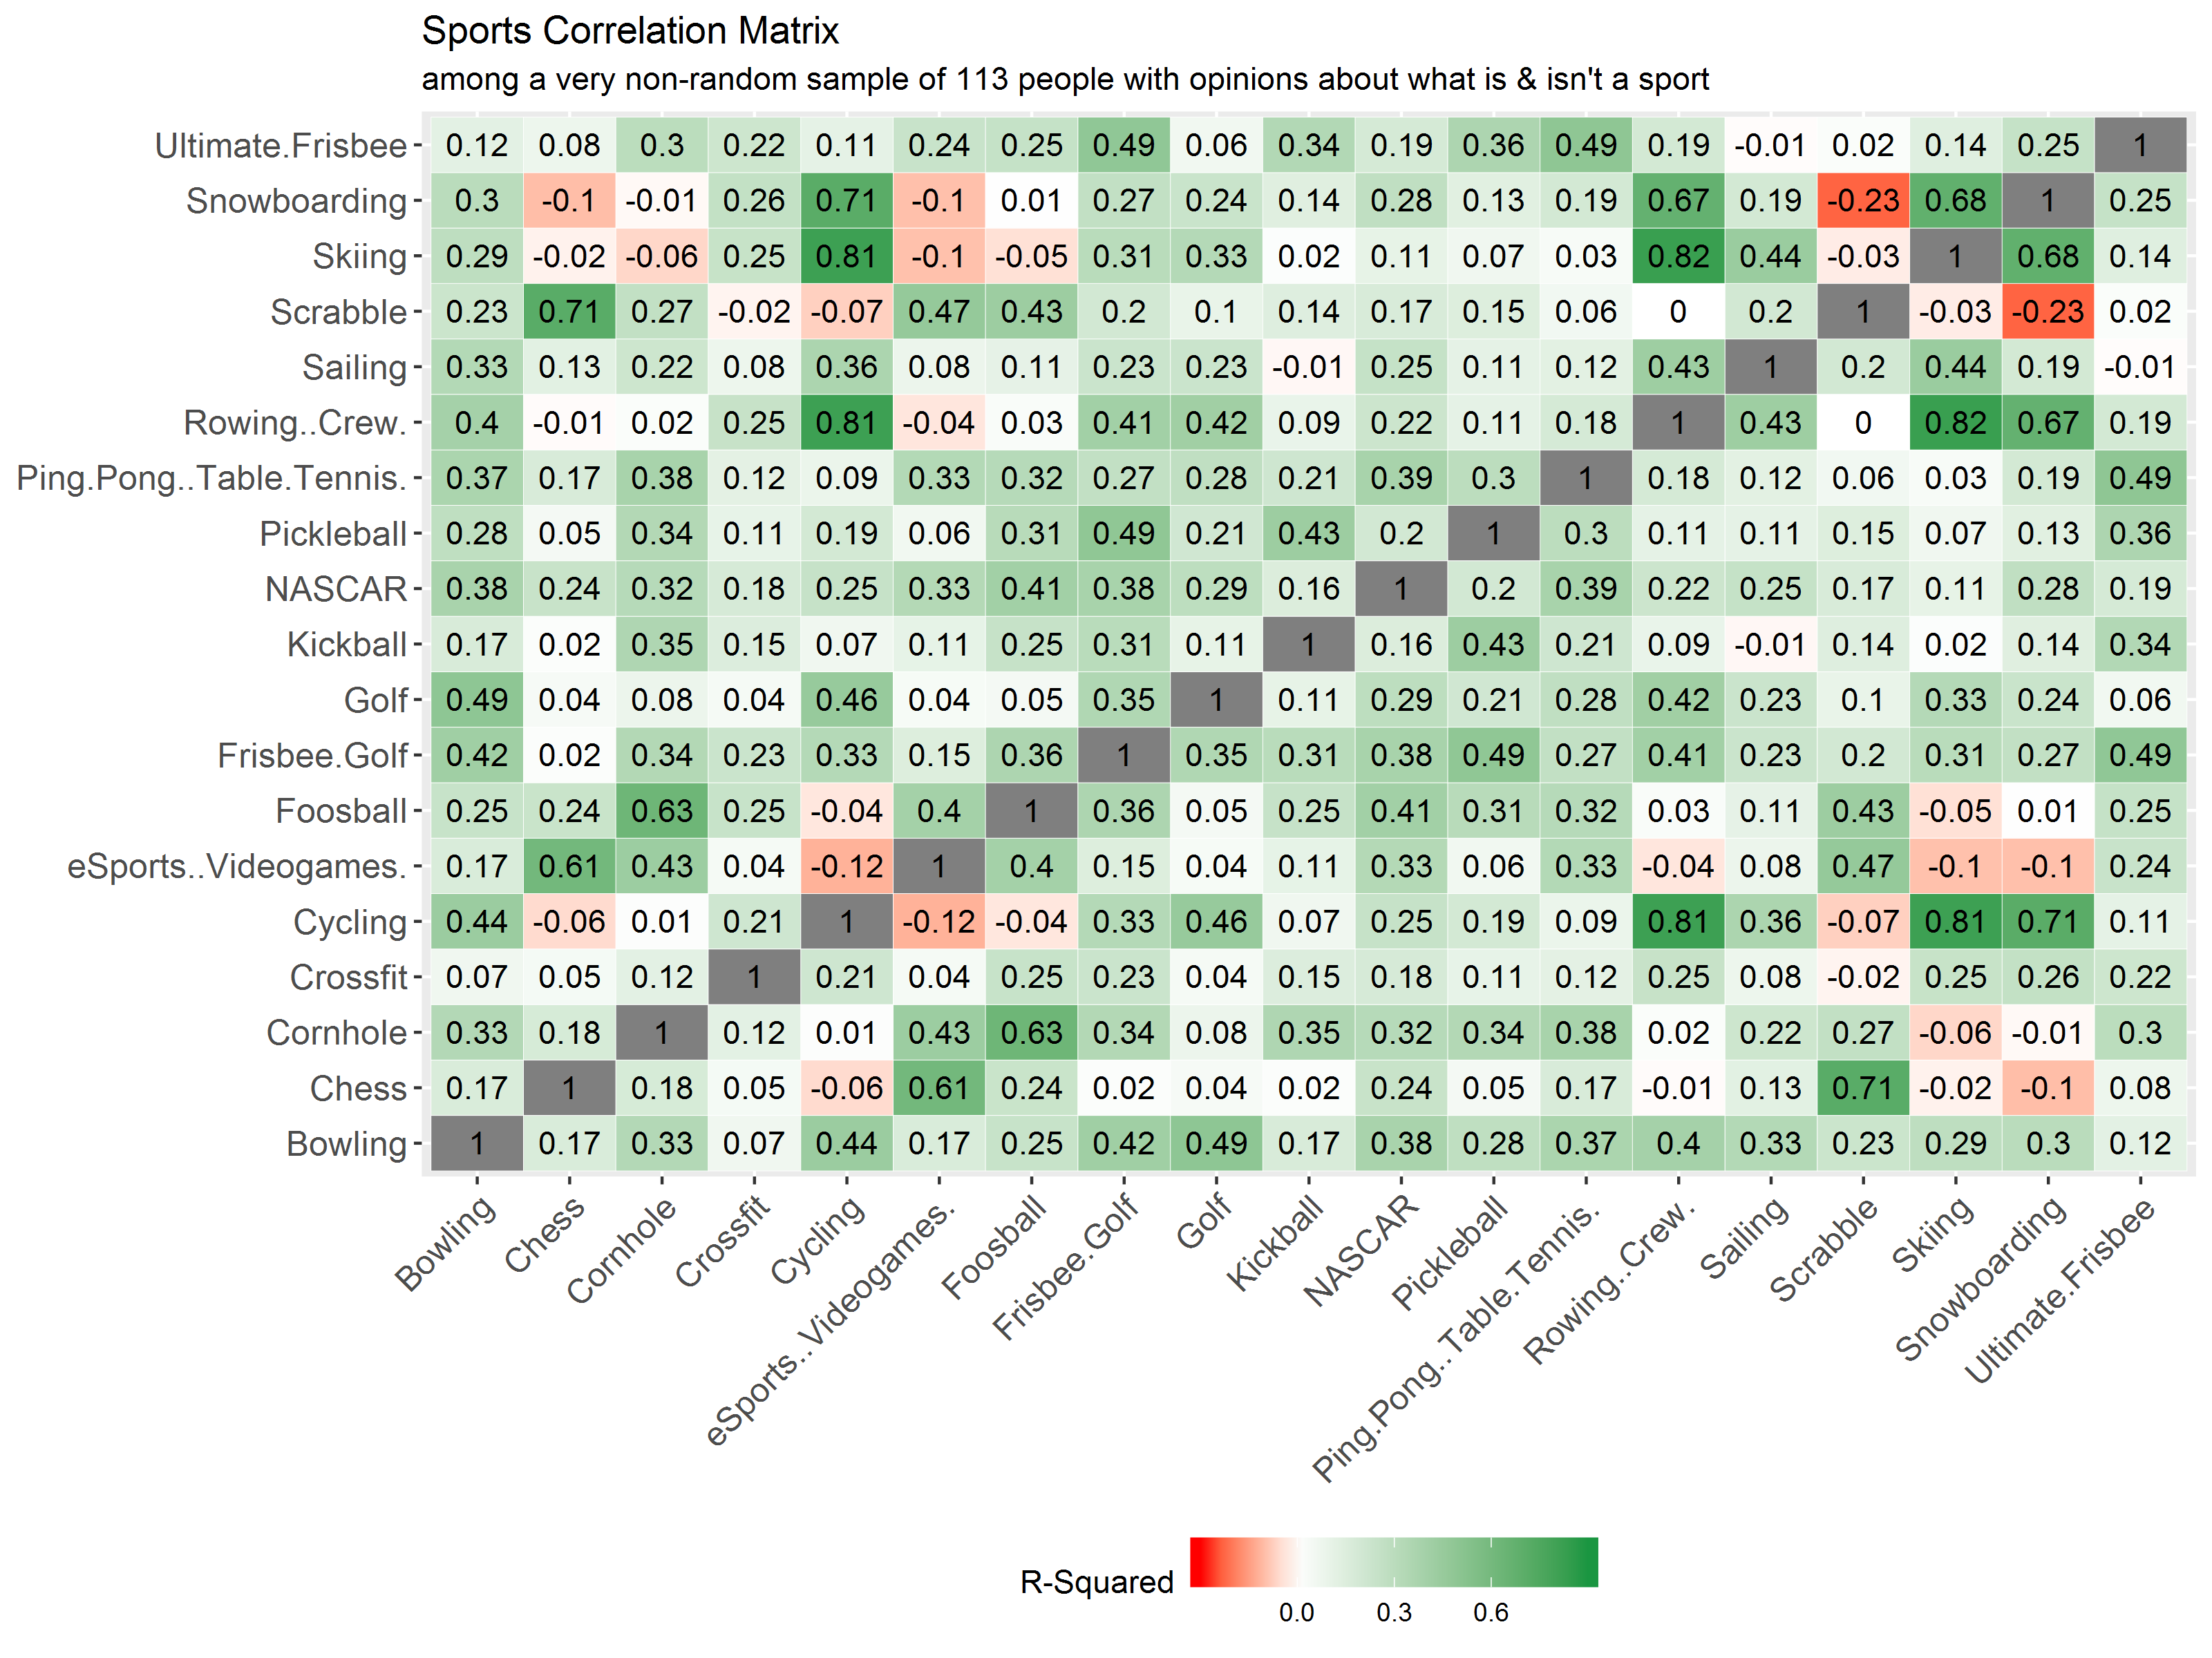 Sports Correlation Matrix
among a very non-random sample of 113 people with opinions about what is & isn't a sport
Ultimate.Frisbee 0.12 0.08 0.3 0.22 0.11 0.24 0.25 0.49 0.06 0.34 0.19 0.36 0.49 0.19 -0.01 0.02 0.14 0.25 1
Snowboarding 0.3 -0.1 -0.01 0.26 0.71 -0.1 0.01 0.27 0.24 0.14 0.28 0.13 0.19 0.67 0.19 -0.23 0.68 1 0.25
Skiing 0.29 -0.02 -0.06 0.25 0.81 -0.1 -0.05 0.31 0.33 0.02 0.11 0.07 0.03 0.82 0.44 -0.03 1 0.68 0.14
Scrabble 0.23 0.71 0.27 -0.02 -0.07 0.47 0.43 0.2 0.1 0.14 0.17 0.15 0.06 0 0.2 1 -0.03 -0.23 0.02
Sailing 0.33 0.13 0.22 0.08 0.36 0.08 0.11 0.23 0.23 -0.01 0.25 0.11 0.12 0.43 1 0.2 0.44 0.19 -0.01
Rowing..Crew. 0.4 -0.01 0.02 0.25 0.81 -0.04 0.03 0.41 0.42 0.09 0.22 0.11 0.18 1 0.43 0 0.82 0.67 0.19
Ping.Pong..Table.Tennis. 0.37 0.17 0.38 0.12 0.09 0.33 0.32 0.27 0.28 0.21 0.39 0.3 1 0.18 0.12 0.06 0.03 0.19 0.49
Pickleball 0.28 0.05 0.34 0.11 0.19 0.06 0.31 0.49 0.21 0.43 0.2 1 0.3 0.11 0.11 0.15 0.07 0.13 0.36
NASCAR 0.38 0.24 0.32 0.18 0.25 0.33 0.41 0.38 0.29 0.16 1 0.2 0.39 0.22 0.25 0.17 0.11 0.28 0.19
Kickball 0.17 0.02 0.35 0.15 0.07 0.11 0.25 0.31 0.11 1 0.16 0.43 0.21 0.09 -0.01 0.14 0.02 0.14 0.34
Golf 0.49 0.04 0.08 0.04 0.46 0.04 0.05 0.35 1 0.11 0.29 0.21 0.28 0.42 0.23 0.1 0.33 0.24 0.06
Frisbee.Golf 0.42 0.02 0.34 0.23 0.33 0.15 0.36 1 0.35 0.31 0.38 0.49 0.27 0.41 0.23 0.2 0.31 0.27 0.49
Foosball 0.25 0.24 0.63 0.25 -0.04 0.4 1 0.36 0.05 0.25 0.41 0.31 0.32 0.03 0.11 0.43 -0.05 0.01 0.25
eSports..Videogames. 0.17 0.61 0.43 0.04 -0.12 1 0.4 0.15 0.04 0.11 0.33 0.06 0.33 -0.04 0.08 0.47 -0.1 -0.1 0.24
Cycling 0.44 -0.06 0.01 0.21 1 -0.12 -0.04 0.33 0.46 0.07 0.25 0.19 0.09 0.81 0.36 -0.07 0.81 0.71 0.11
Crossfit 0.07 0.05 0.12 1 0.21 0.04 0.25 0.23 0.04 0.15 0.18 0.11 0.12 0.25 0.08 -0.02 0.25 0.26 0.22
Cornhole 0.33 0.18 1 0.12 0.01 0.43 0.63 0.34 0.08 0.35 0.32 0.34 0.38 0.02 0.22 0.27 -0.06 -0.01 0.3
Chess 0.17 1 0.18 0.05 -0.06 0.61 0.24 0.02 0.04 0.02 0.24 0.05 0.17 -0.01 0.13 0.71 -0.02 -0.1 0.08
Bowling 1 0.17 0.33 0.07 0.44 0.17 0.25 0.42 0.49 0.17 0.38 0.28 0.37 0.4 0.33 0.23 0.29 0.3 0.12
Bowling Chess Cornhole Crossfit Cycling eSports..Videogames. Foosball Frisbee.Golf Golf Kickball NASCAR Pickleball Ping.Pong..Table.Tennis. Rowing..Crew. Sailing Scrabble Skiing Snowboarding Ultimate.Frisbee
R-Squared
0.0 0.3 0.6